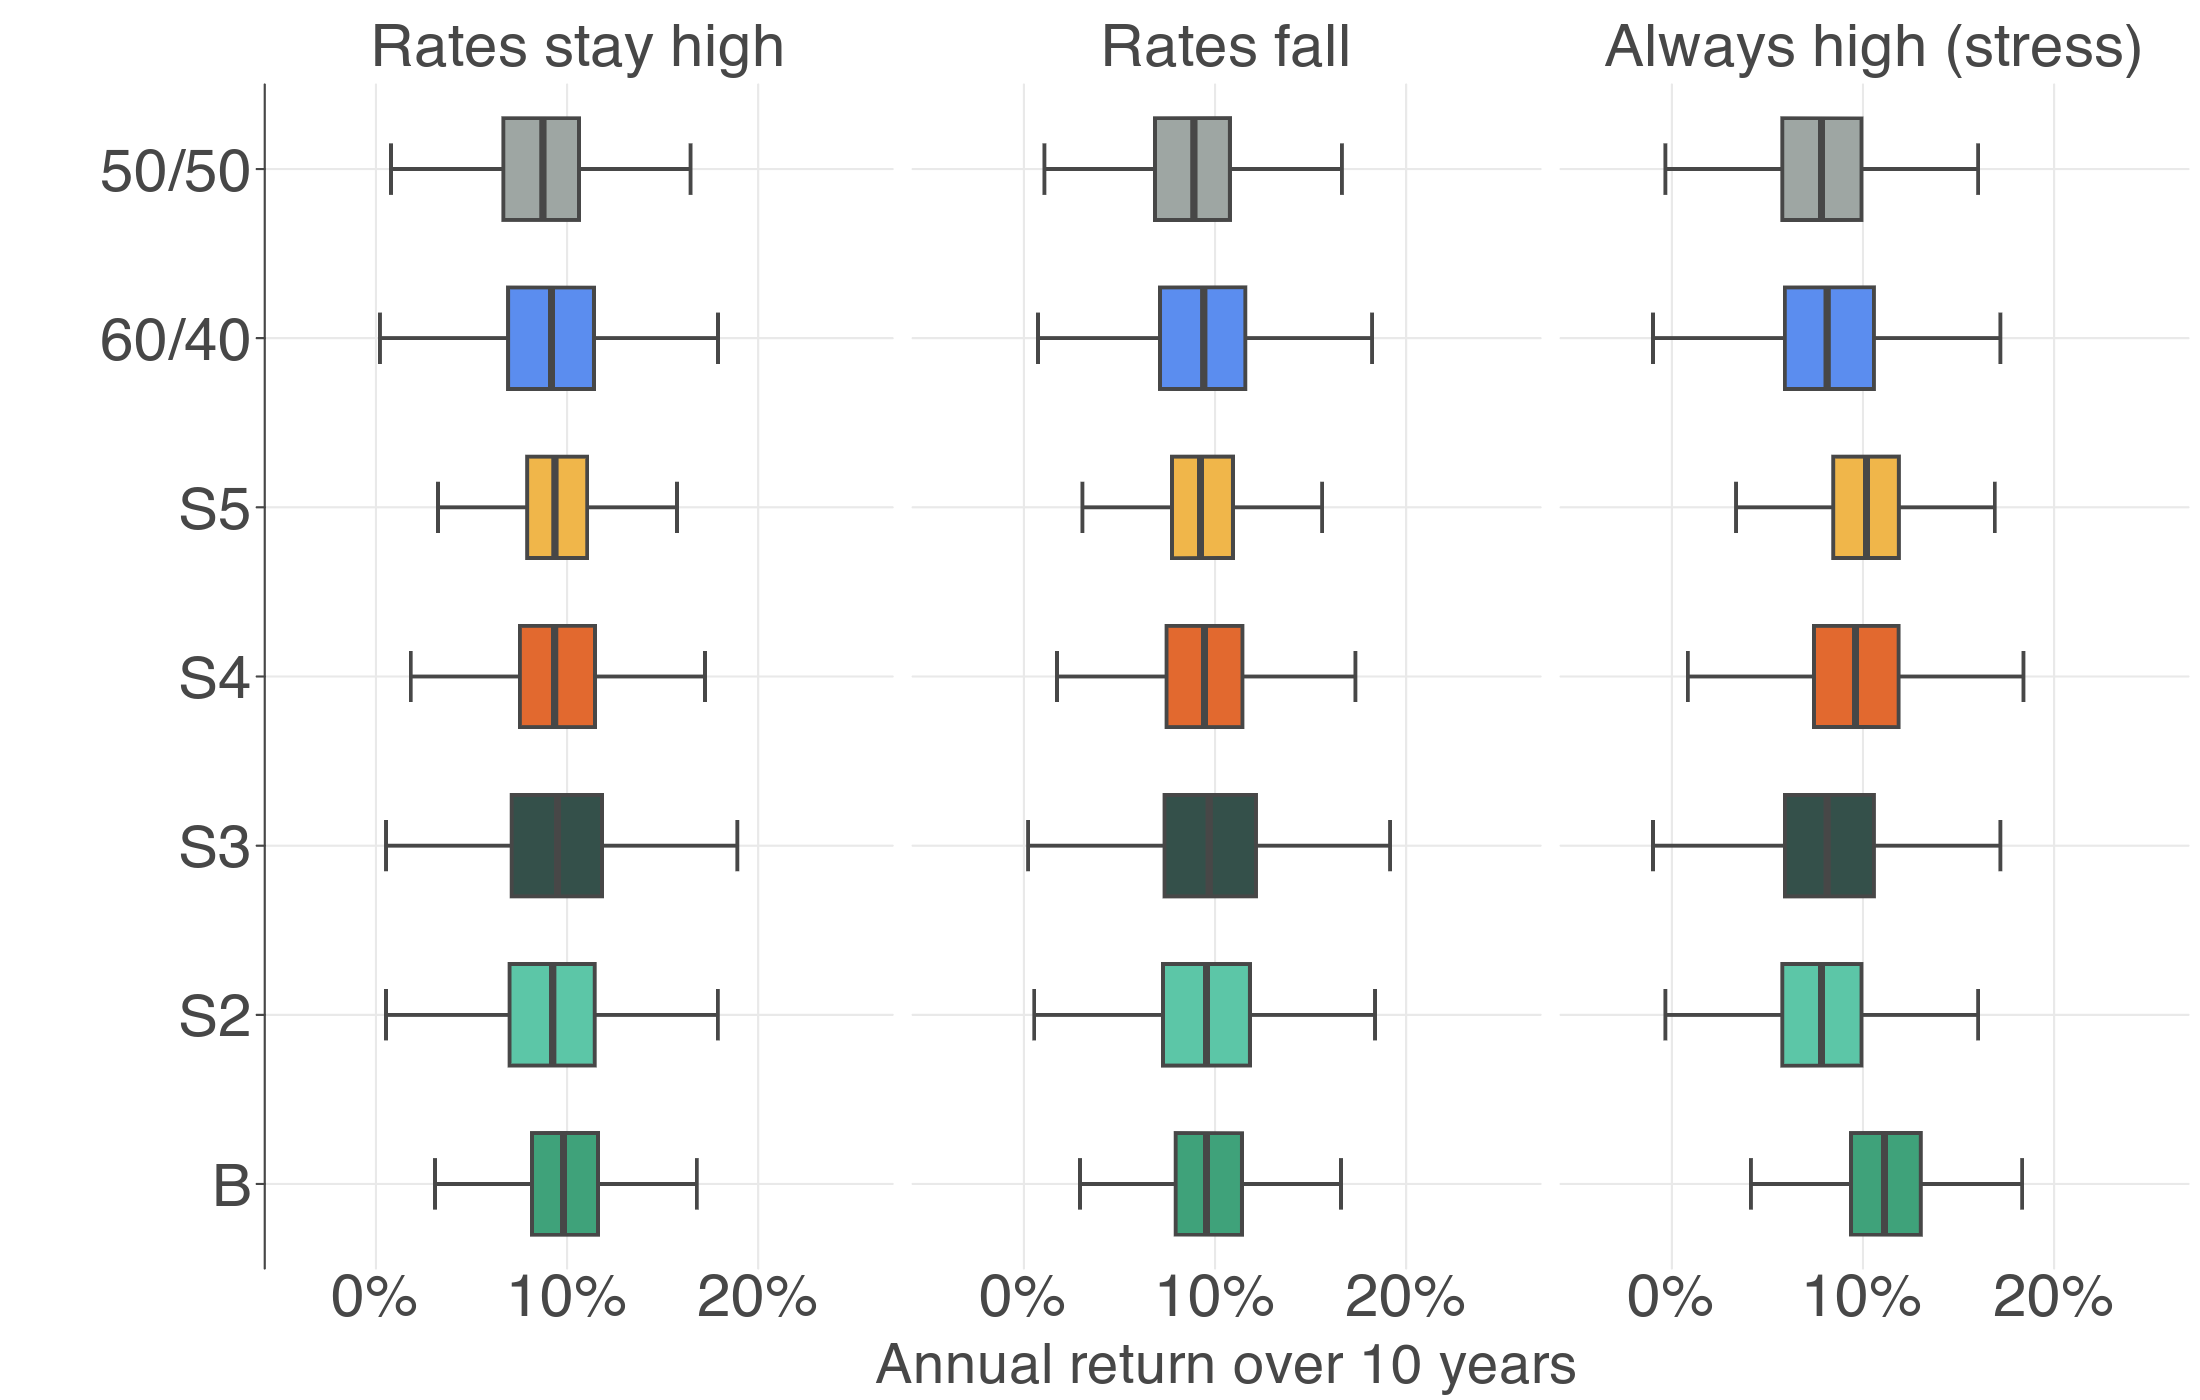 Rates stay high
Rates fall
Always high (stress)
50/50
60/40
S5
S4
S3
S2
B
0% 10% 20% 0% 10% 20% 0% 10% 20%
Annual return over 10 years